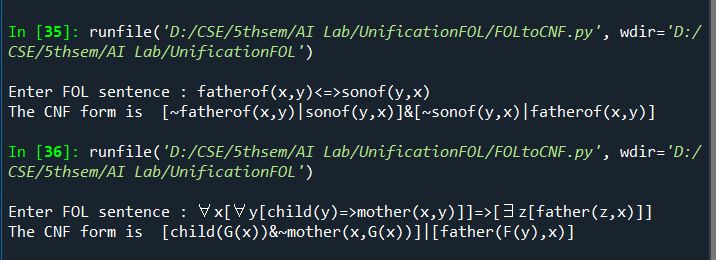 In [35]: runfile('D:/CSE/5thsem/AI Lab/UnificationFOL/FOLtoCNF.py', wdir='D:/
CSE/5thsem/AI Lab/UnificationFOL')
Enter FOL sentence : fatherof(x,y)<=>sonof(y,x)
The CNF form is  [~fatherof(x,y)|sonof(y,x)]&[~sonof(y,x)|fatherof(x,y)]
In [36]: runfile('D:/CSE/5thsem/AI Lab/UnificationFOL/FOLtoCNF.py', wdir='D:/
CSE/5thsem/AI Lab/UnificationFOL')
Enter FOL sentence : ∀x[∀y[child(y)=>mother(x,y)]]=>[∃z[father(z,x)]]
The CNF form is  [child(G(x))&~mother(x,G(x))]|[father(F(y),x)]